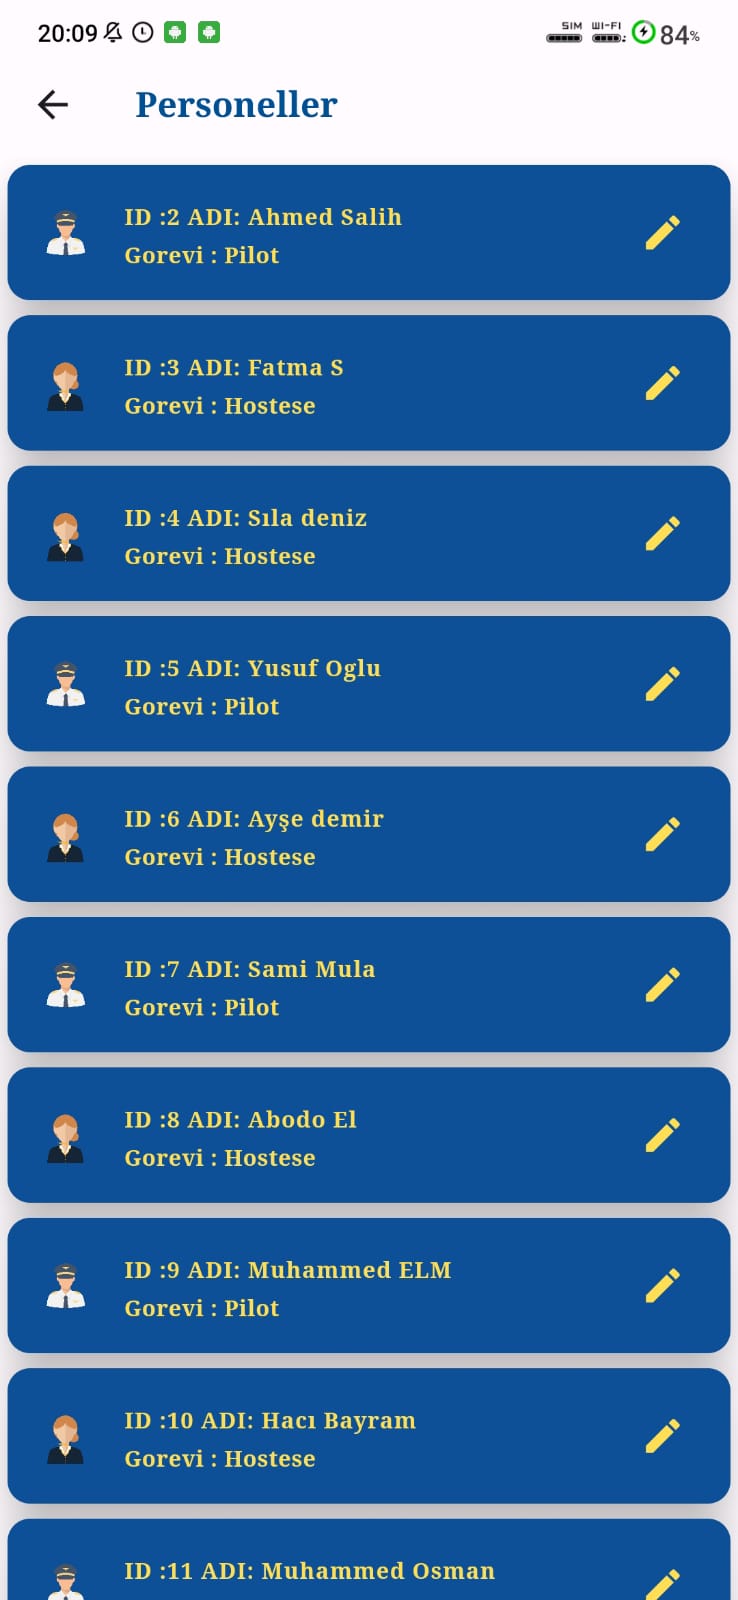 20:09
SIM WI-FI 84%
Personeller
ID :2 ADI: Ahmed Salih
Gorevi : Pilot
ID :3 ADI: Fatma S
Gorevi : Hostese
ID :4 ADI: Sıla deniz
Gorevi : Hostese
ID :5 ADI: Yusuf Oglu
Gorevi : Pilot
ID :6 ADI: Ayşe demir
Gorevi : Hostese
ID :7 ADI: Sami Mula
Gorevi : Pilot
ID :8 ADI: Abodo El
Gorevi : Hostese
ID :9 ADI: Muhammed ELM
Gorevi : Pilot
ID :10 ADI: Hacı Bayram
Gorevi : Hostese
ID :11 ADI: Muhammed Osman